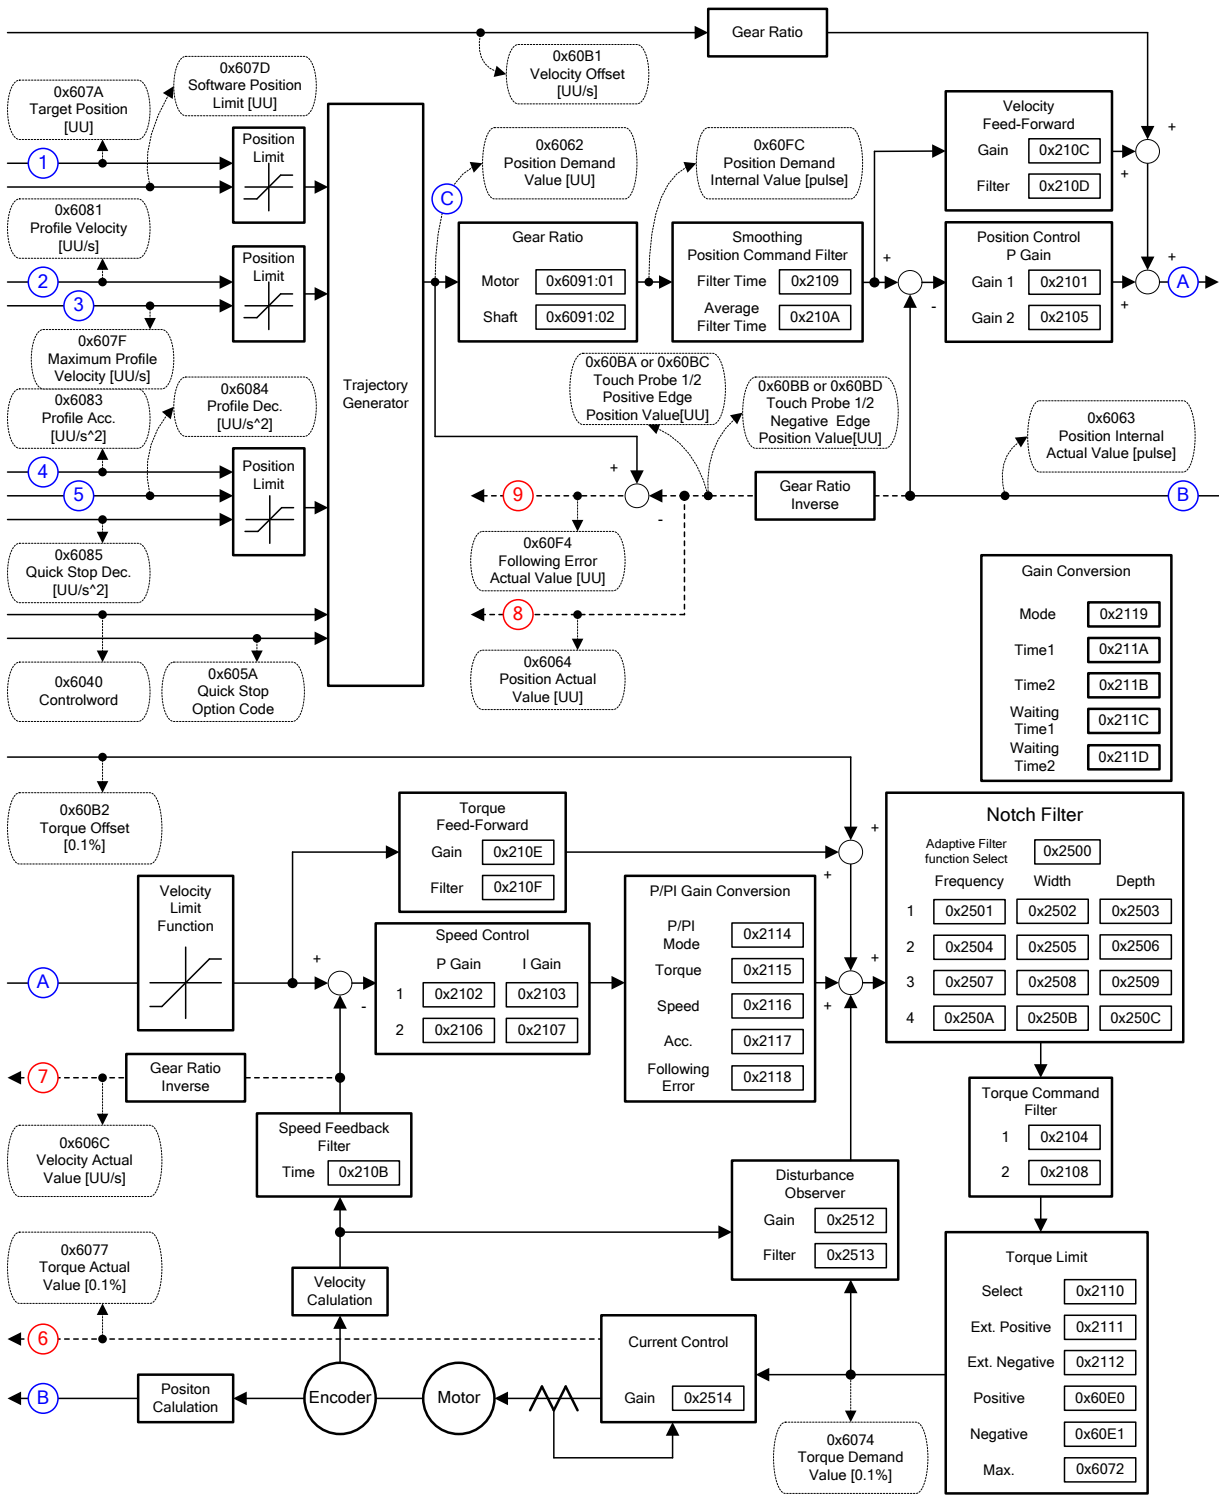 Gear Ratio
0x60B1
Velocity Offset
[UU/s]
0x607D
Software Position
Limit [UU]
0x607A
Target Position
[UU]
1
Position
Limit
0x6081
Profile Velocity
[UU/s]
2
3
Position
Limit
0x607F
Maximum Profile
Velocity [UU/s]
0x6083
Profile Acc.
[UU/s^2]
0x6084
Profile Dec.
[UU/s^2]
4
5
Position
Limit
0x6085
Quick Stop Dec.
[UU/s^2]
0x6040
Controlword
0x605A
Quick Stop
Option Code
Trajectory
Generator
C
0x6062
Position Demand
Value [UU]
0x60FC
Position Demand
Internal Value [pulse]
Gear Ratio
Motor 0x6091:01
Shaft 0x6091:02
Smoothing
Position Command Filter
Filter Time 0x2109
Average
Filter Time 0x210A
Velocity
Feed-Forward
Gain 0x210C
Filter 0x210D
+
+
Position Control
P Gain
Gain 1 0x2101
Gain 2 0x2105
+
-
+
+
A
0x60BA or 0x60BC
Touch Probe 1/2
Positive Edge
Position Value[UU]
0x60BB or 0x60BD
Touch Probe 1/2
Negative Edge
Position Value[UU]
0x6063
Position Internal
Actual Value [pulse]
+
-
9
Gear Ratio
Inverse
B
0x60F4
Following Error
Actual Value [UU]
8
0x6064
Position Actual
Value [UU]
Gain Conversion
Mode 0x2119
Time1 0x211A
Time2 0x211B
Waiting
Time1 0x211C
Waiting
Time2 0x211D
0x60B2
Torque Offset
[0.1%]
Torque
Feed-Forward
Gain 0x210E
Filter 0x210F
+
+
Notch Filter
Adaptive Filter
function Select 0x2500
Frequency Width Depth
1 0x2501 0x2502 0x2503
2 0x2504 0x2505 0x2506
3 0x2507 0x2508 0x2509
4 0x250A 0x250B 0x250C
A
Velocity
Limit
Function
+
-
Speed Control
P Gain I Gain
1 0x2102 0x2103
2 0x2106 0x2107
P/PI Gain Conversion
P/PI
Mode 0x2114
Torque 0x2115
Speed 0x2116
Acc. 0x2117
Following
Error 0x2118
+
+
7
Gear Ratio
Inverse
0x606C
Velocity Actual
Value [UU/s]
Speed Feedback
Filter
Time 0x210B
Torque Command
Filter
1 0x2104
2 0x2108
Disturbance
Observer
Gain 0x2512
Filter 0x2513
0x6077
Torque Actual
Value [0.1%]
Velocity
Calulation
6
Current Control
Gain 0x2514
B
Positon
Calulation
Encoder
Motor
0x6074
Torque Demand
Value [0.1%]
Torque Limit
Select 0x2110
Ext. Positive 0x2111
Ext. Negative 0x2112
Positive 0x60E0
Negative 0x60E1
Max. 0x6072